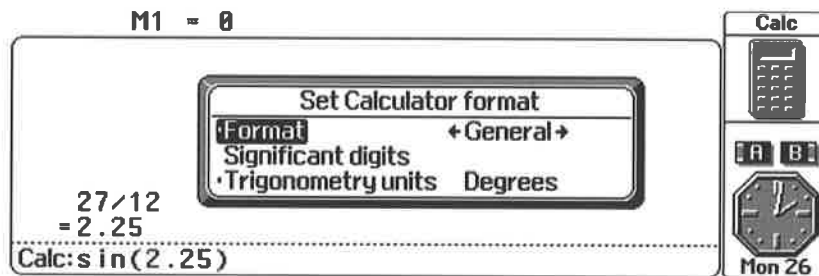 M1 = 0
Calc
Set Calculator format
·Format ←General→
Significant digits
·Trigonometry units Degrees
A B
27/12
=2.25
Calc:sin(2.25)
Mon 26